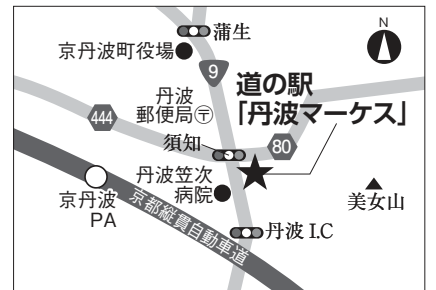 蒲生
N
京丹波町役場
9
道の駅
「丹波マーケス」
丹波
郵便局〶
444
須知
80
丹波笠次
病院
京丹波
PA
美女山
京都縦貫自動車道
丹波 I.C